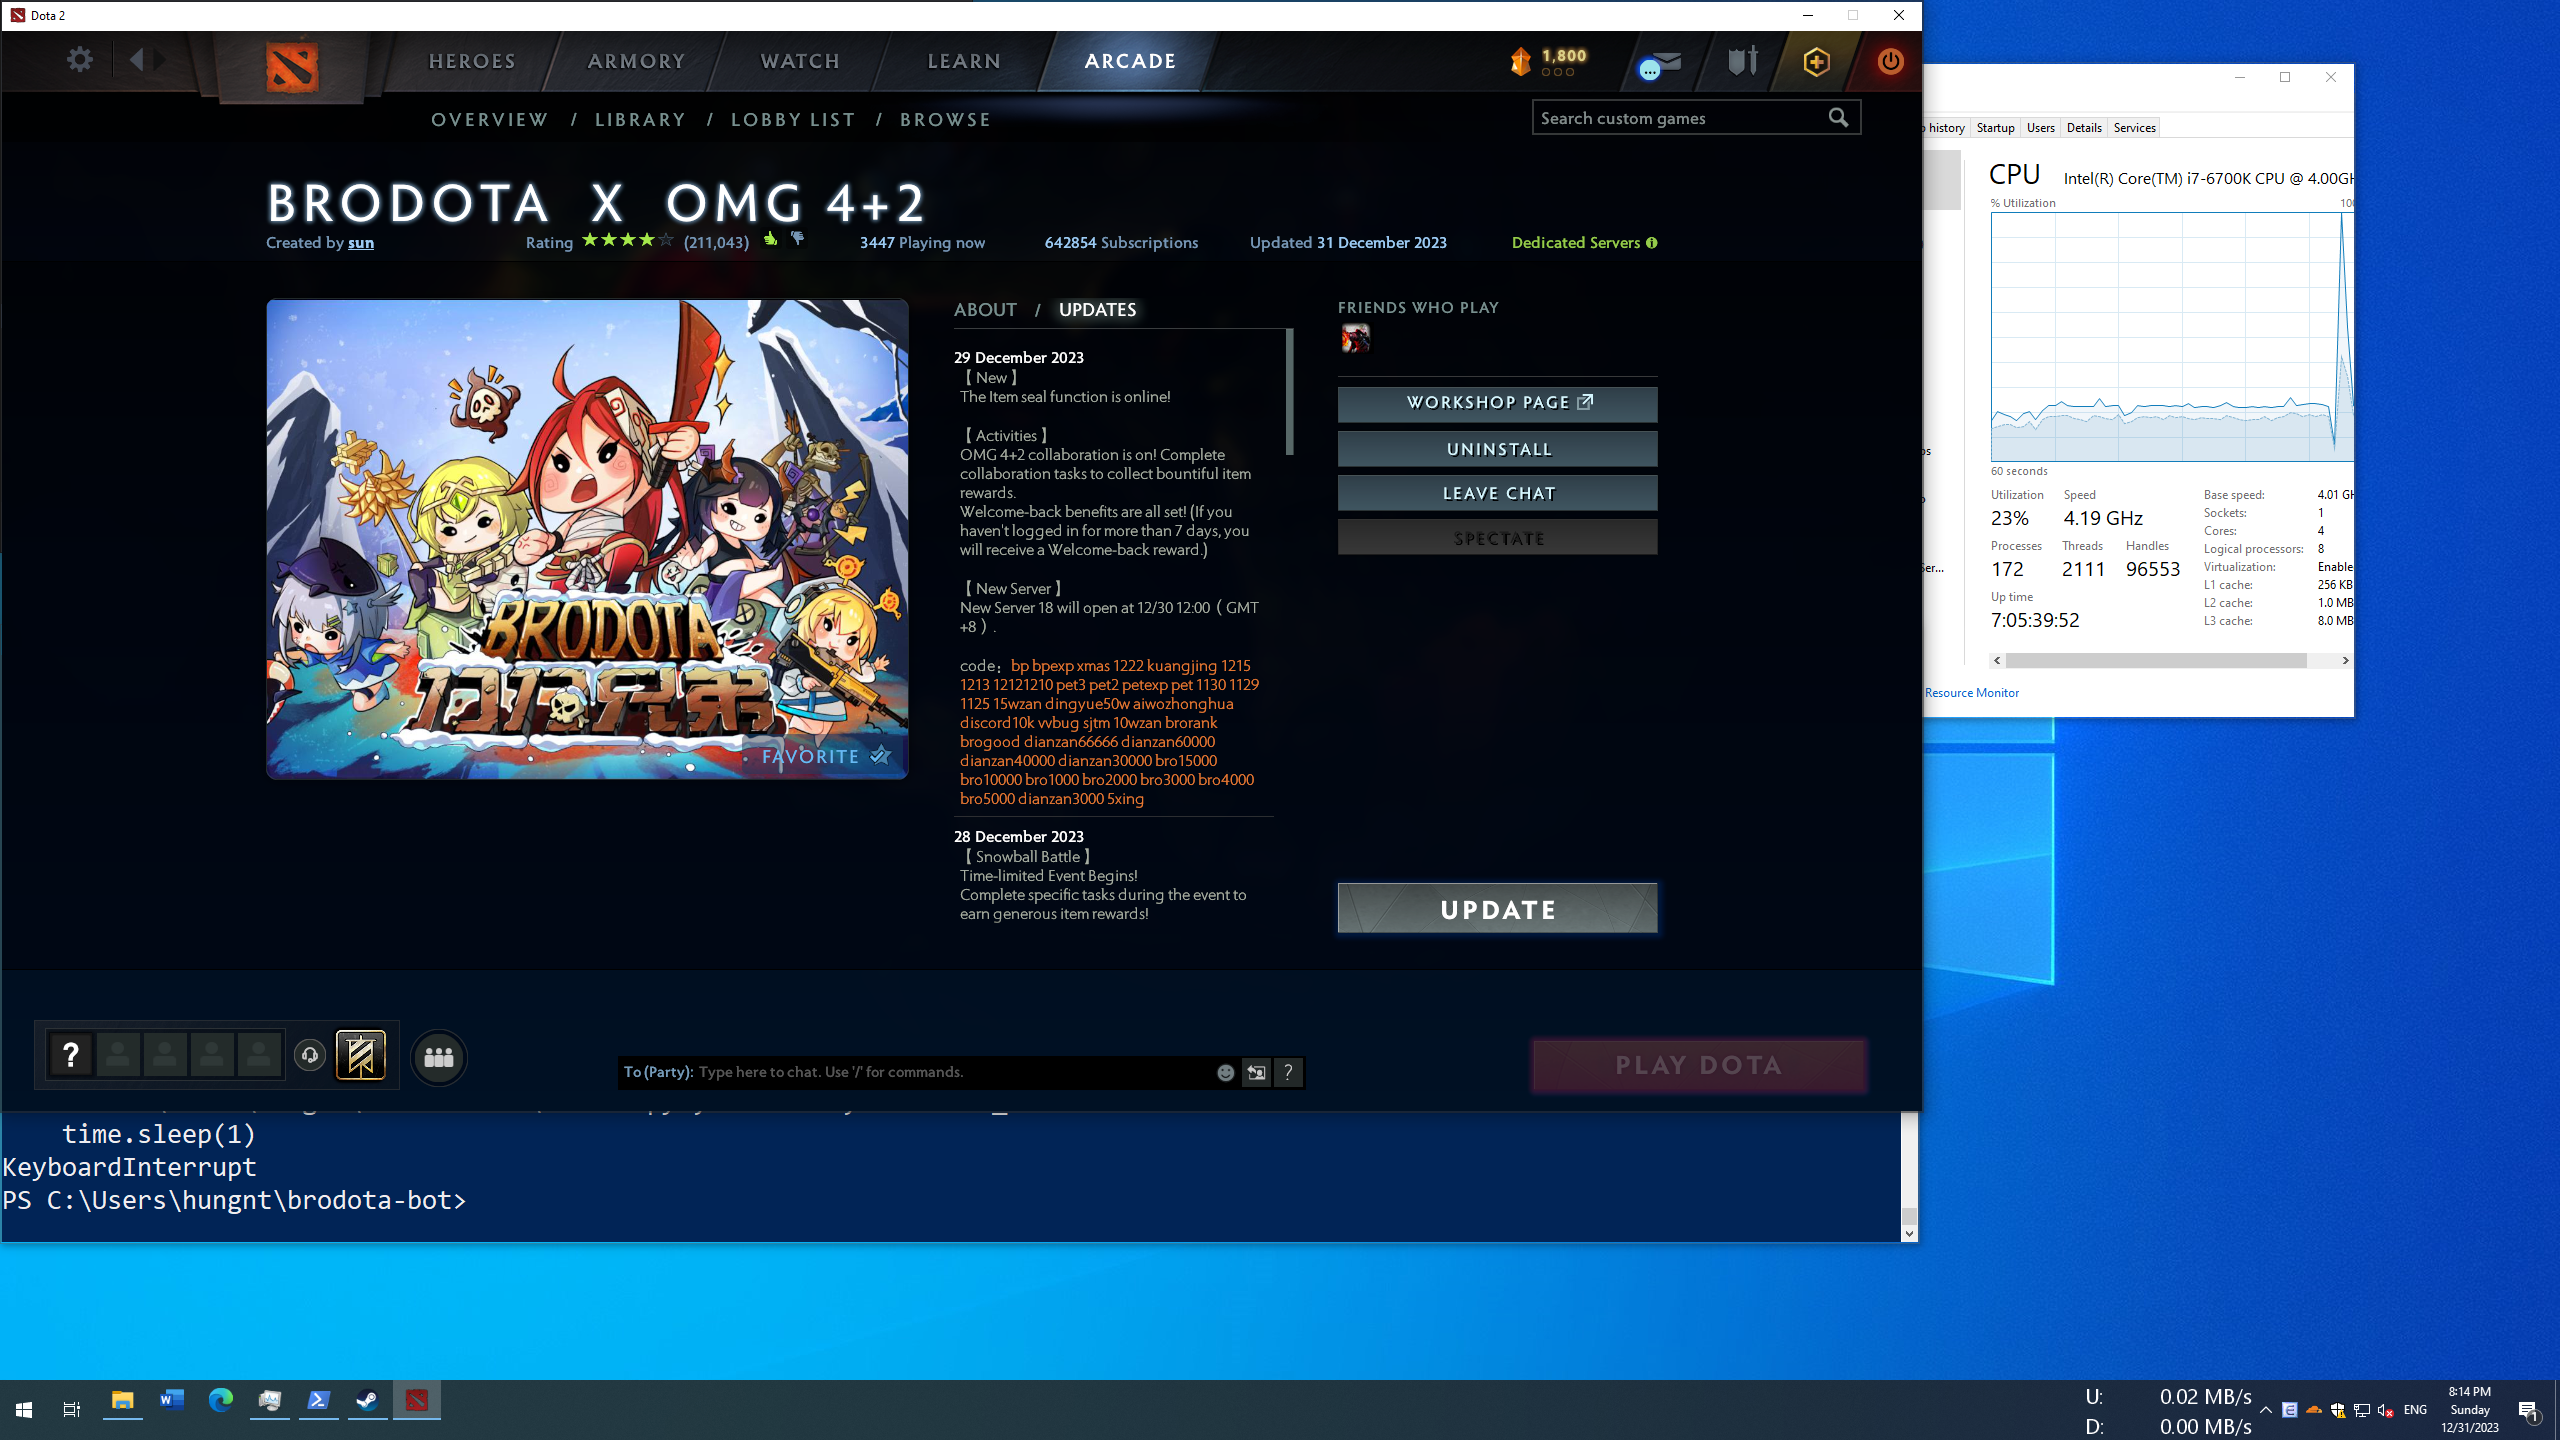 Dota 2
HEROES
ARMORY
WATCH
LEARN
ARCADE
1,800
OVERVIEW / LIBRARY / LOBBY LIST / BROWSE
Search custom games
BRODOTA X OMG 4+2
Created by sun
Rating
(211,043)
3447 Playing now
642854 Subscriptions
Updated 31 December 2023
Dedicated Servers
BRODOTA
刀刀兄弟
FAVORITE
ABOUT / UPDATES
29 December 2023
【 New 】
The Item seal function is online!
【 Activities 】
OMG 4+2 collaboration is on! Complete
collaboration tasks to collect bountiful item
rewards.
Welcome-back benefits are all set! (If you
haven't logged in for more than 7 days, you
will receive a Welcome-back reward.)
【 New Server 】
New Server 18 will open at 12/30 12:00（ GMT
+8 ）.
code：bp bpexp xmas 1222 kuangjing 1215
1213 12121210 pet3 pet2 petexp pet 1130 1129
1125 15wzan dingyue50w aiwozhonghua
discord10k vvbug sjtm 10wzan brorank
brogood dianzan66666 dianzan60000
dianzan40000 dianzan30000 bro15000
bro10000 bro1000 bro2000 bro3000 bro4000
bro5000 dianzan3000 5xing
28 December 2023
【 Snowball Battle 】
Time-limited Event Begins!
Complete specific tasks during the event to
earn generous item rewards!
FRIENDS WHO PLAY
WORKSHOP PAGE
UNINSTALL
LEAVE CHAT
SPECTATE
UPDATE
?
To (Party): Type here to chat. Use '/' for commands.
?
PLAY DOTA
time.sleep(1)
KeyboardInterrupt
PS C:\Users\hungnt\brodota-bot>
history
Startup
Users
Details
Services
CPU
Intel(R) Core(TM) i7-6700K CPU @ 4.00GH
% Utilization
100
60 seconds
Utilization
23%
Speed
4.19 GHz
Processes
172
Threads
2111
Handles
96553
Up time
7:05:39:52
Base speed: 4.01 GH
Sockets: 1
Cores: 4
Logical processors: 8
Virtualization: Enable
L1 cache: 256 KB
L2 cache: 1.0 MB
L3 cache: 8.0 MB
Resource Monitor
U: 0.02 MB/s
D: 0.00 MB/s
ENG
8:14 PM
Sunday
12/31/2023
1